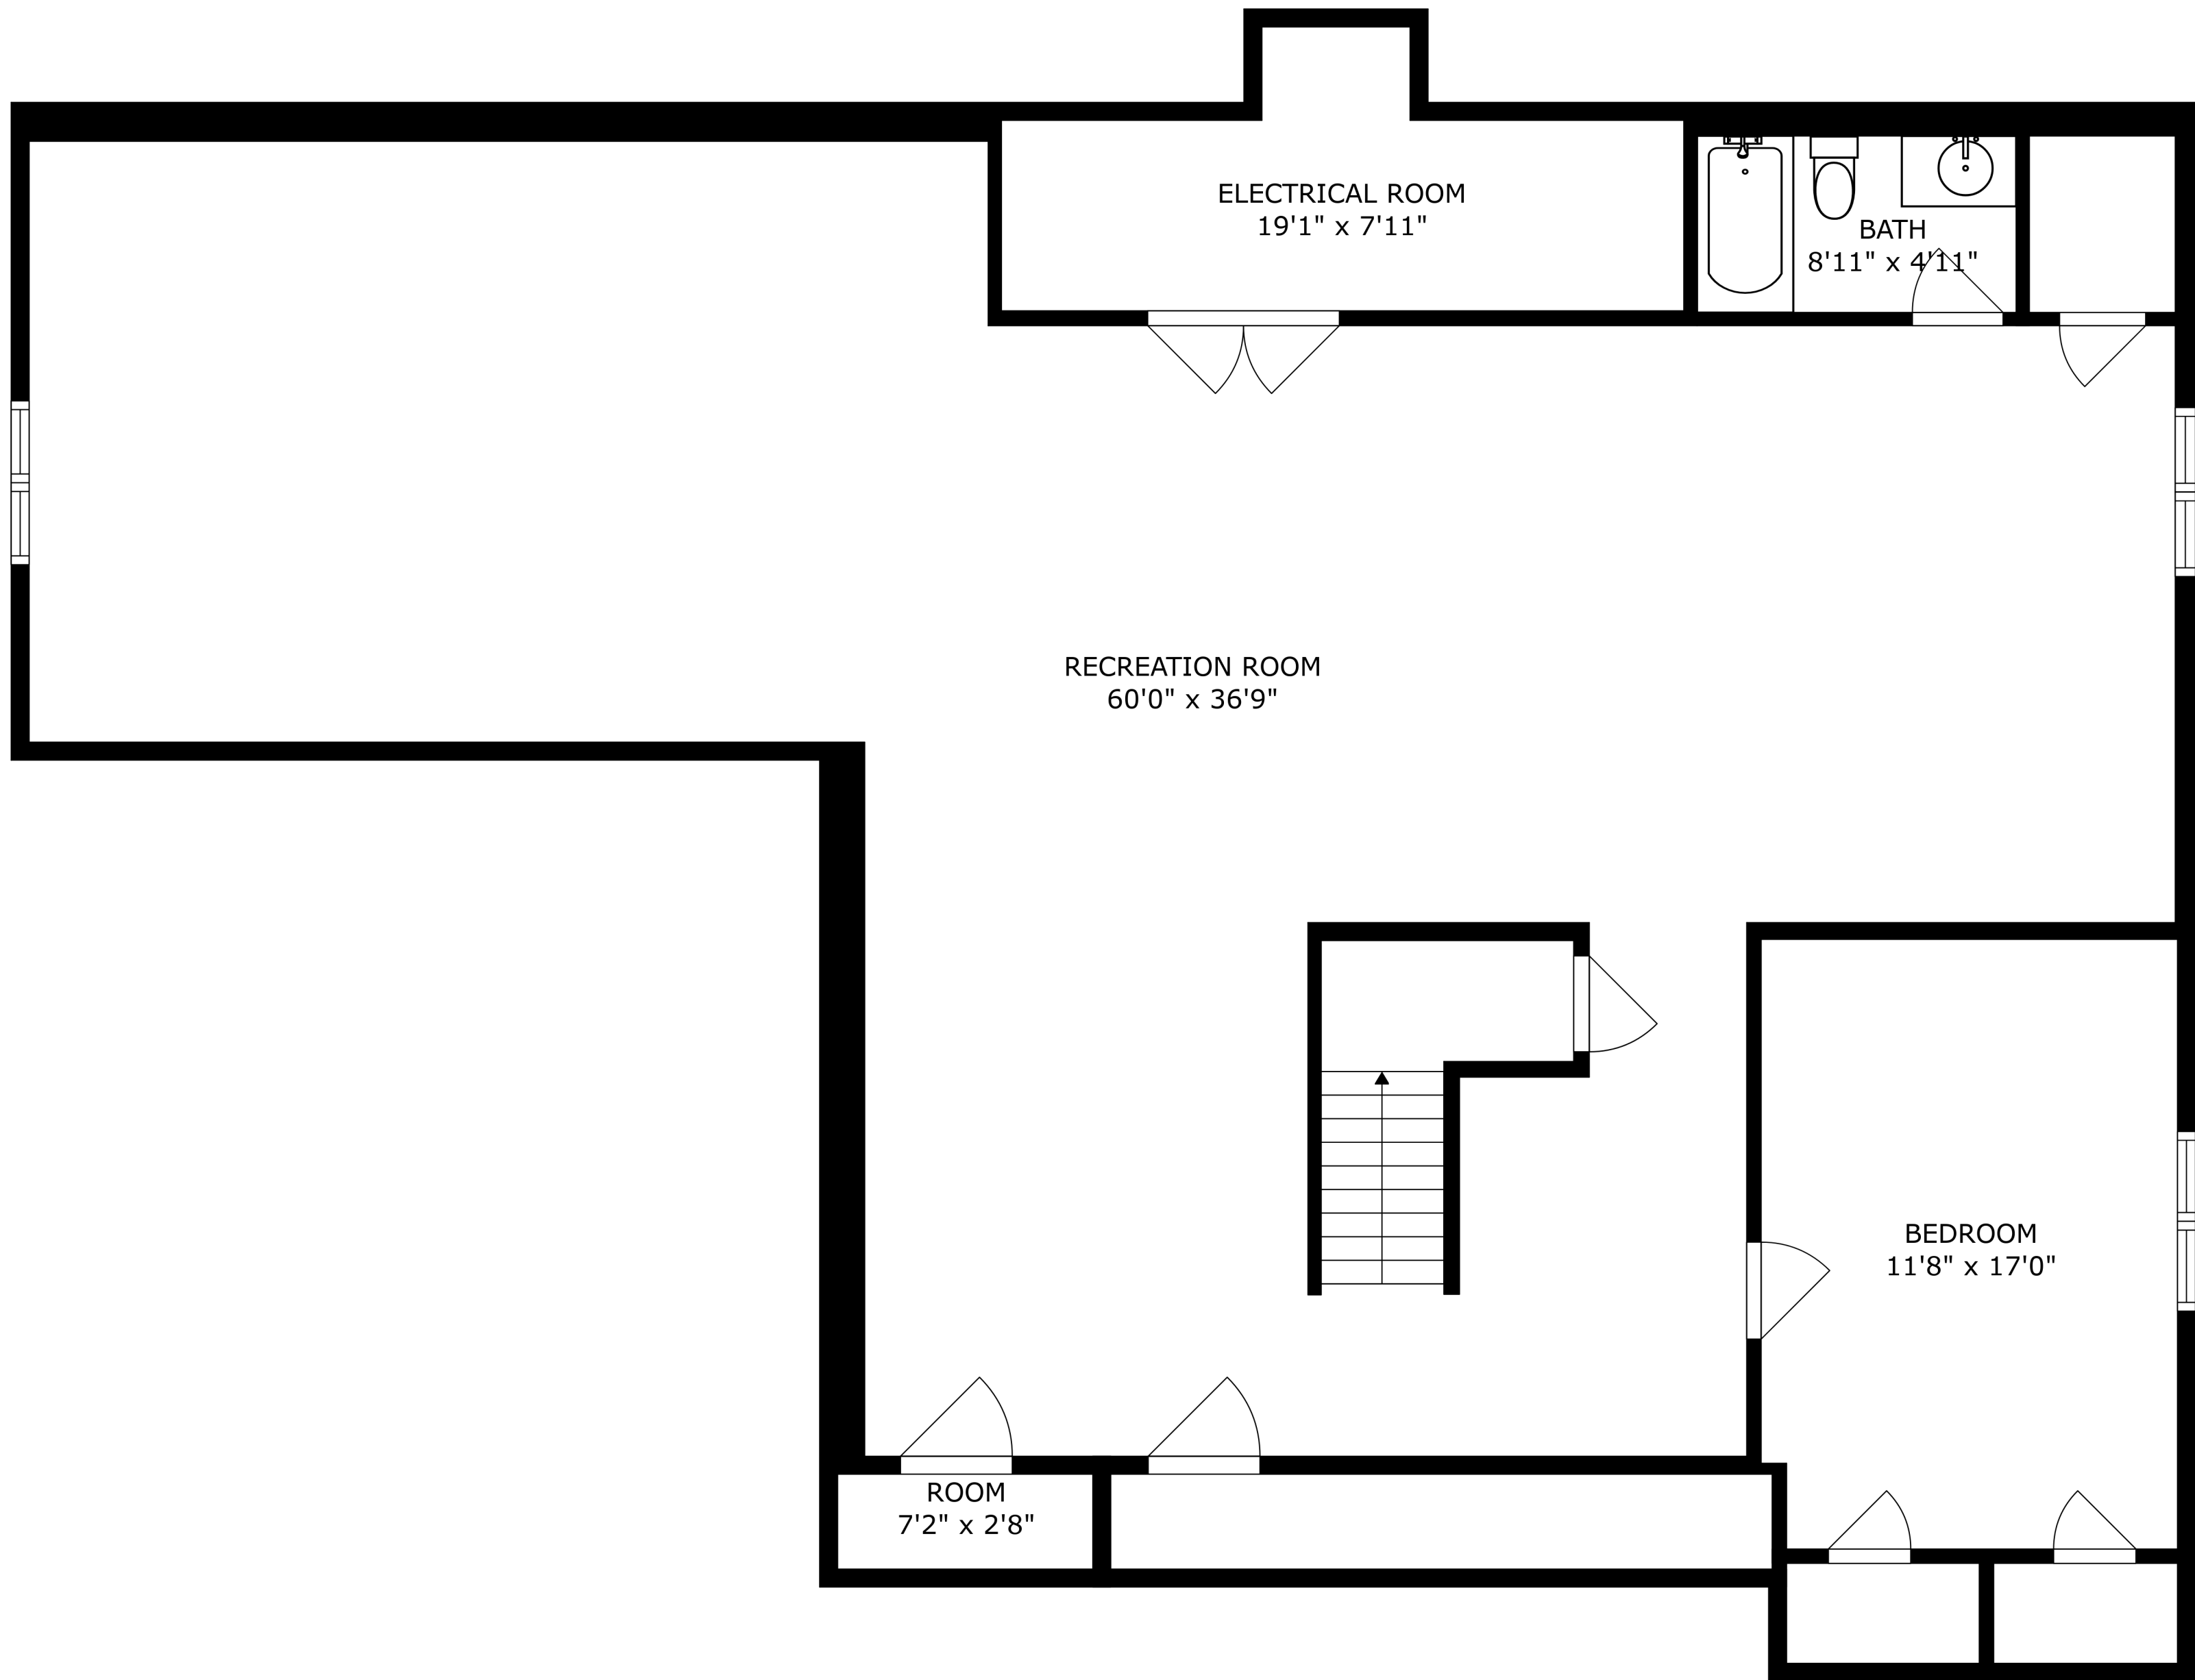 ELECTRICAL ROOM
19'1" x 7'11"
BATH
8'11" x 4'11"
RECREATION ROOM
60'0" x 36'9"
BEDROOM
11'8" x 17'0"
ROOM
7'2" x 2'8"